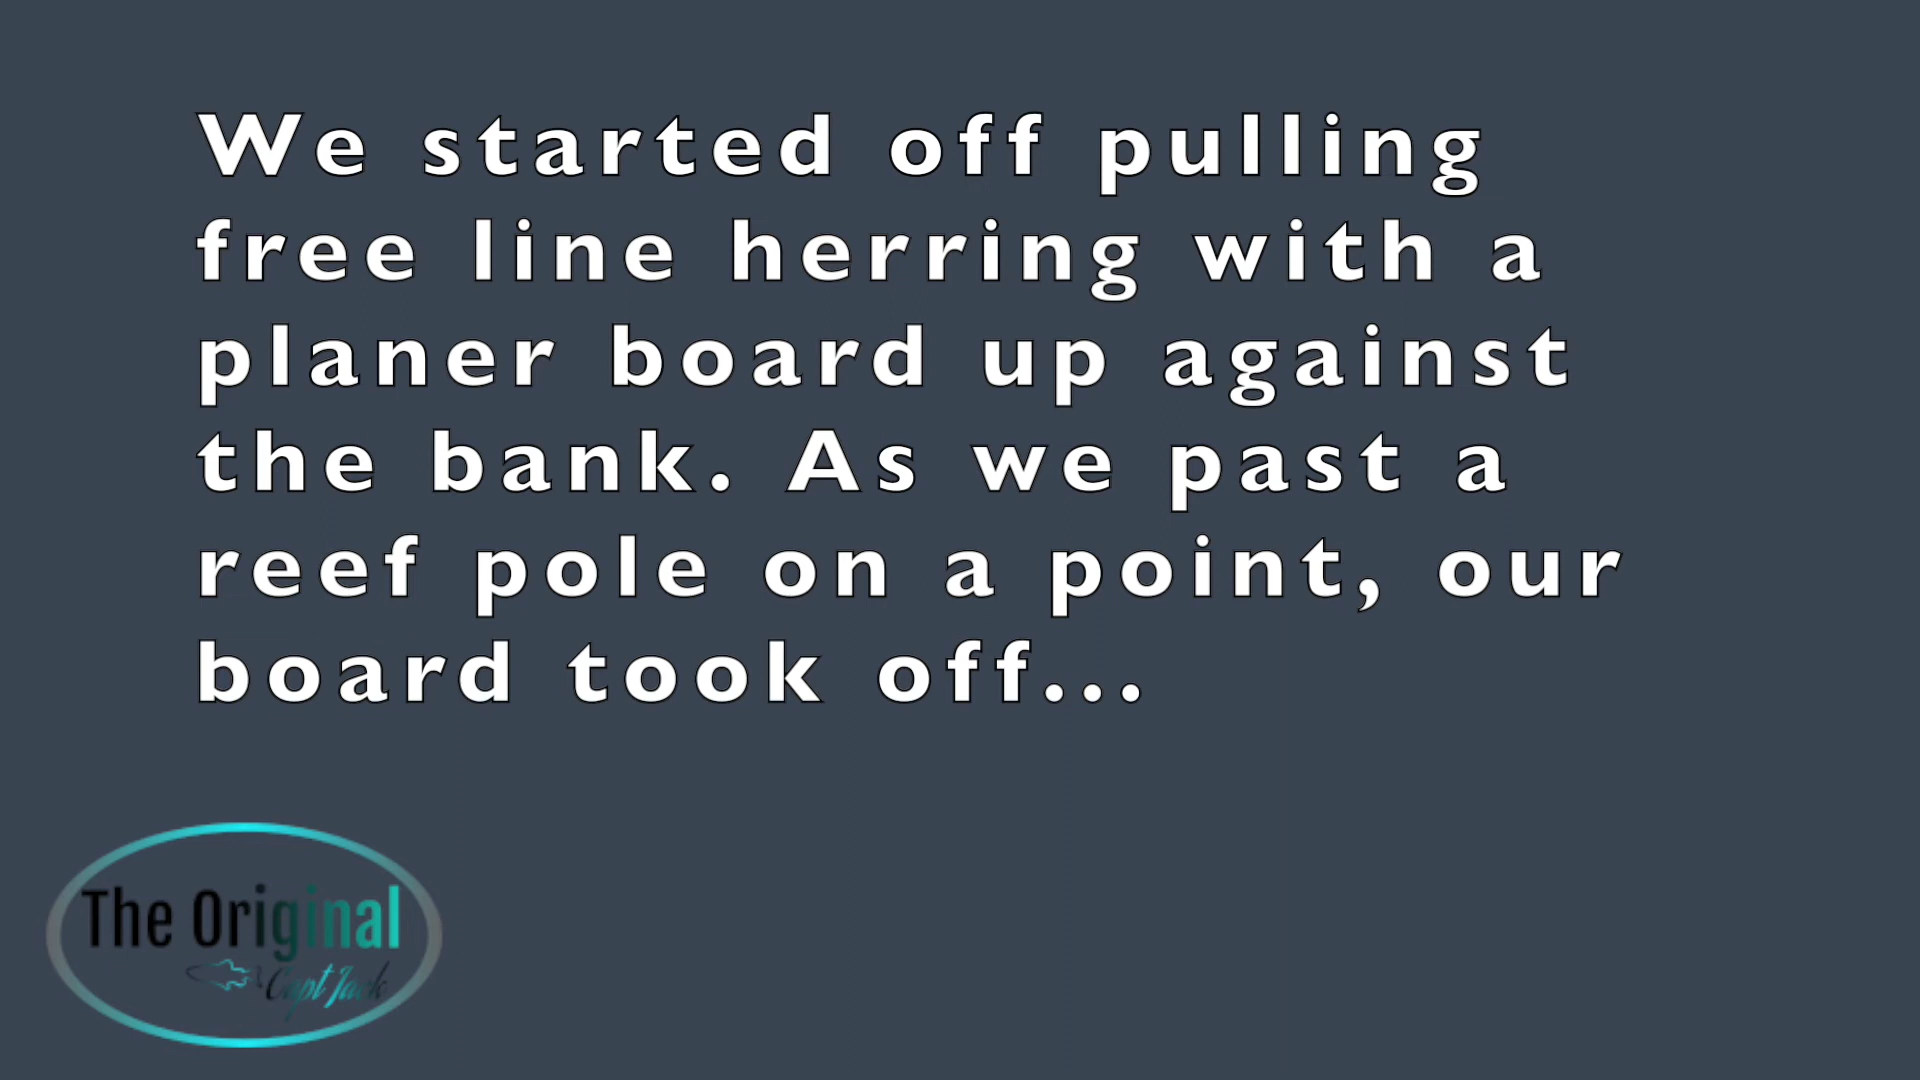 We started off pulling
free line herring with a
planer board up against
the bank. As we past a
reef pole on a point, our
board took off...
The Original
Capt Jack